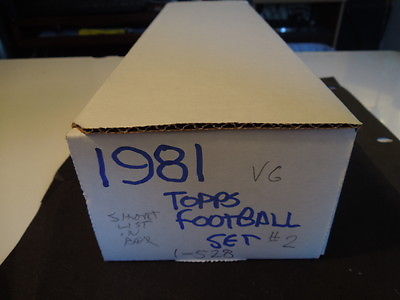 1981 VG
TOPPS
FOOTBALL
SET #2
1-528
SHORT
LIST
IN
BOX